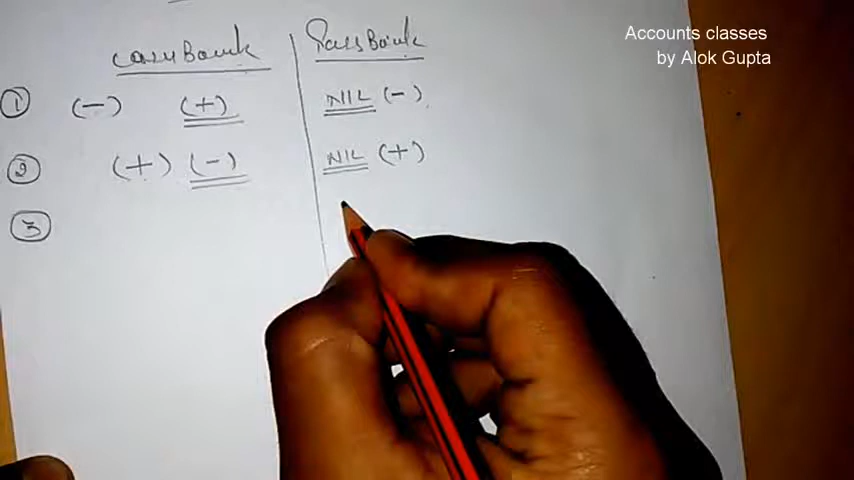 Accounts classes
by Alok Gupta
Cash Book Pass Book
1 (-) (+) NIL (-)
2 (+) (-) NIL (+)
3